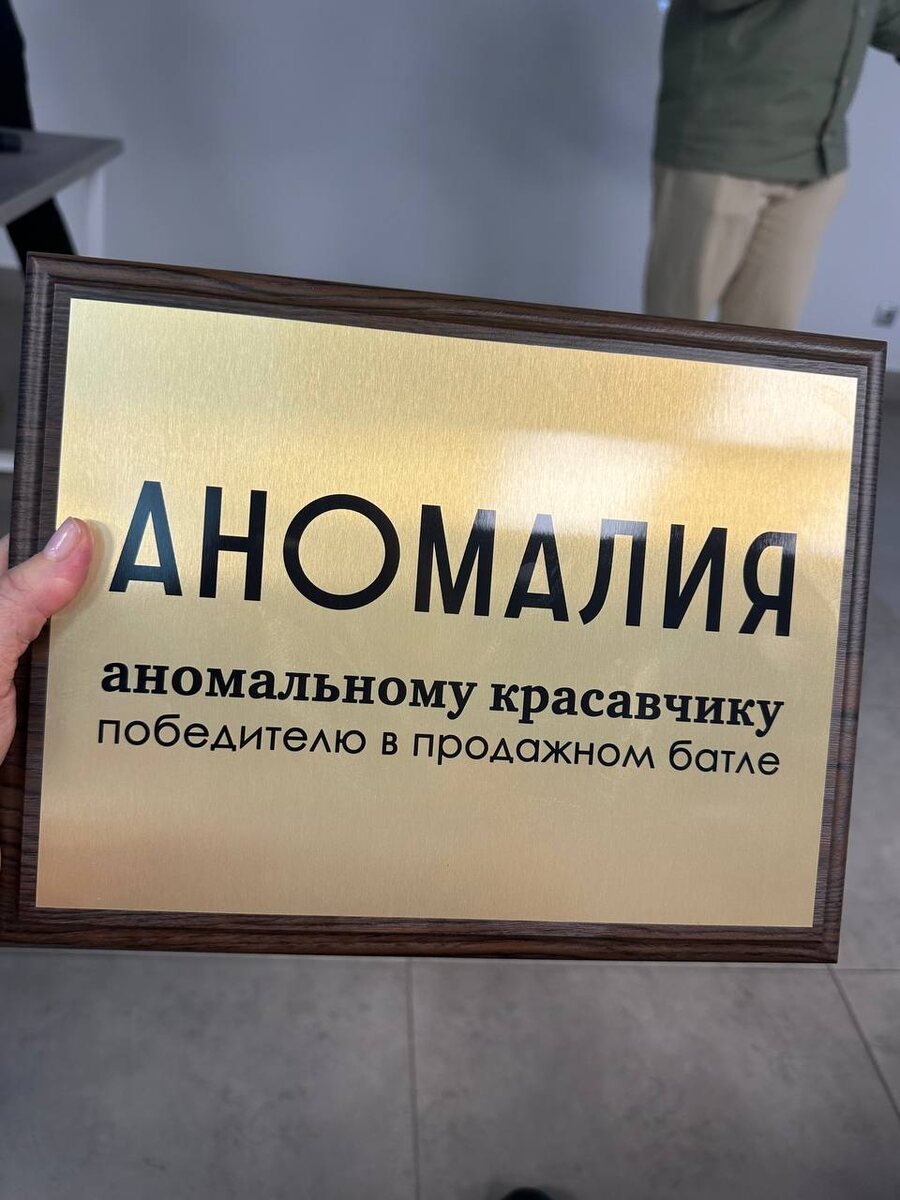 АНОМАЛИЯ
аномальному красавчику
победителю в продажном батле